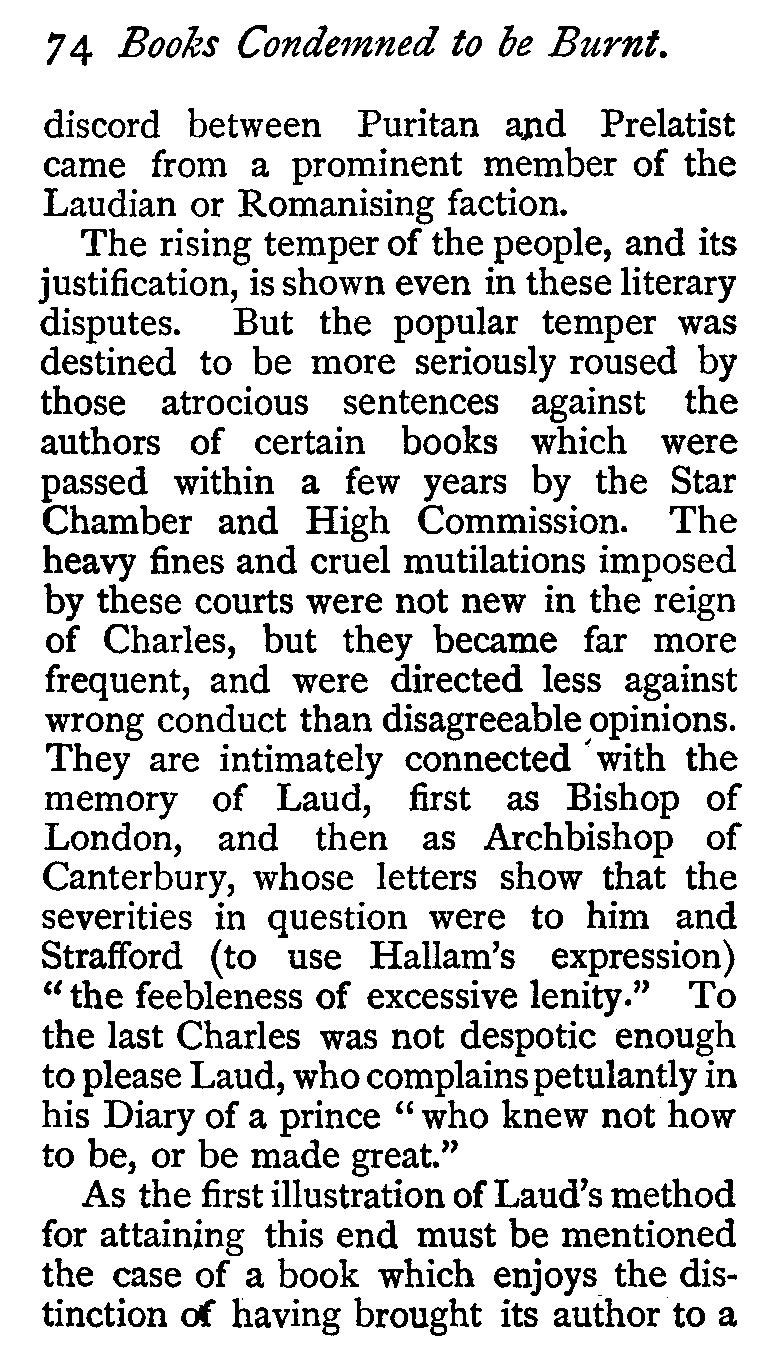 74 Books Condemned to be Burnt.
discord between Puritan and Prelatist
came from a prominent member of the
Laudian or Romanising faction.
The rising temper of the people, and its
justification, is shown even in these literary
disputes. But the popular temper was
destined to be more seriously roused by
those atrocious sentences against the
authors of certain books which were
passed within a few years by the Star
Chamber and High Commission. The
heavy fines and cruel mutilations imposed
by these courts were not new in the reign
of Charles, but they became far more
frequent, and were directed less against
wrong conduct than disagreeable opinions.
They are intimately connected with the
memory of Laud, first as Bishop of
London, and then as Archbishop of
Canterbury, whose letters show that the
severities in question were to him and
Strafford (to use Hallam's expression)
"the feebleness of excessive lenity." To
the last Charles was not despotic enough
to please Laud, who complains petulantly in
his Diary of a prince "who knew not how
to be, or be made great."
As the first illustration of Laud's method
for attaining this end must be mentioned
the case of a book which enjoys the dis-
tinction of having brought its author to a